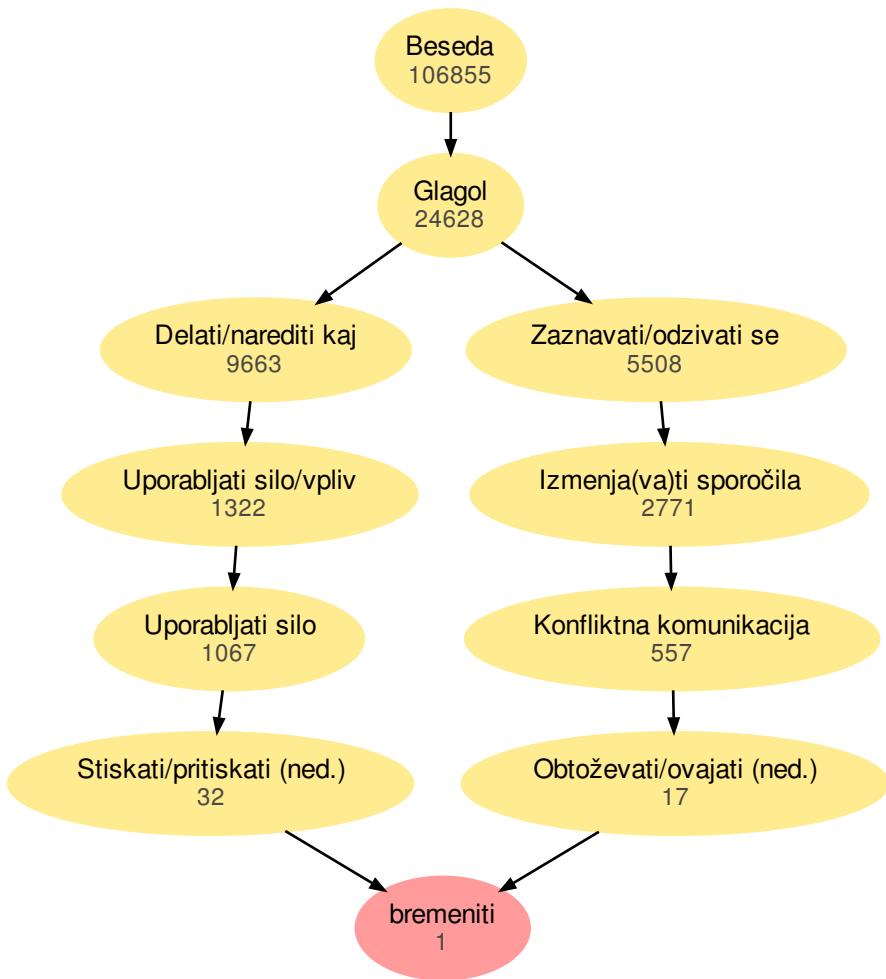 Beseda
106855
Glagol
24628
Delati/narediti kaj
9663
Zaznavati/odzivati se
5508
Uporabljati silo/vpliv
1322
Izmenja(va)ti sporočila
2771
Uporabljati silo
1067
Konfliktna komunikacija
557
Stiskati/pritiskati (ned.)
32
Obtoževati/ovajati (ned.)
17
bremeniti
1